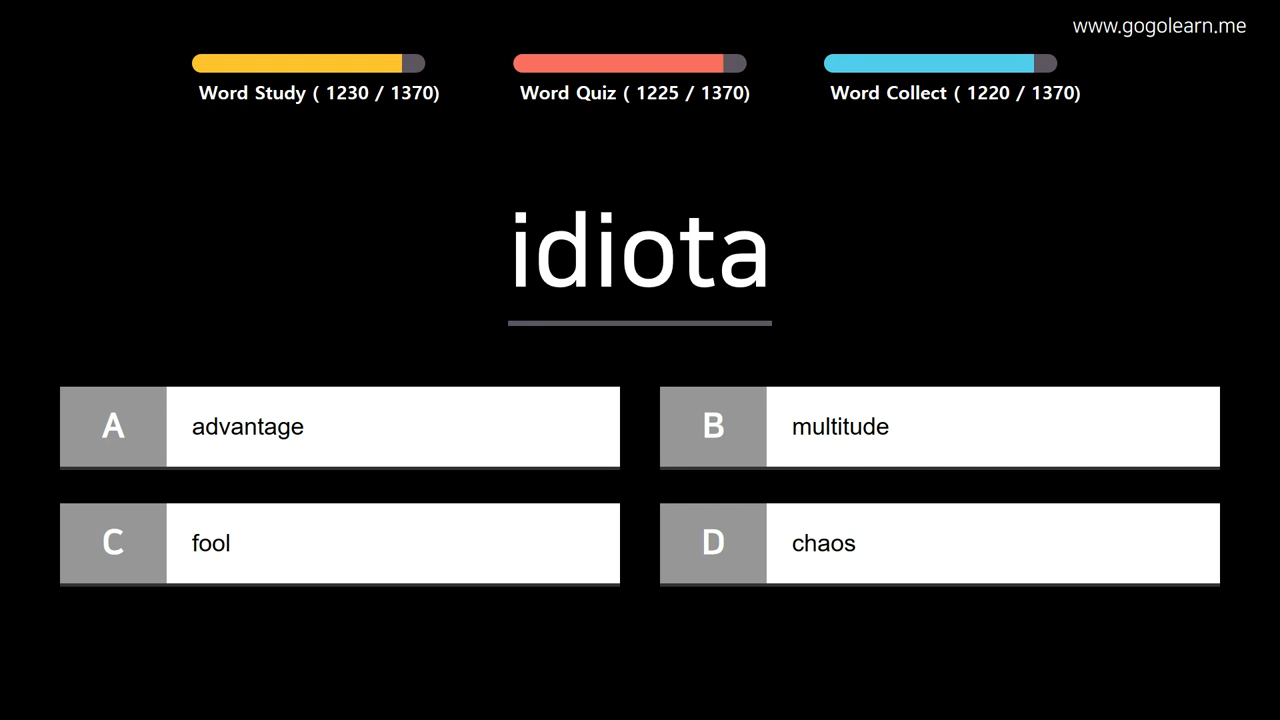 www.gogolearn.me
Word Study ( 1230 / 1370)
Word Quiz ( 1225 / 1370)
Word Collect ( 1220 / 1370)
idiota
A advantage
B multitude
C fool
D chaos